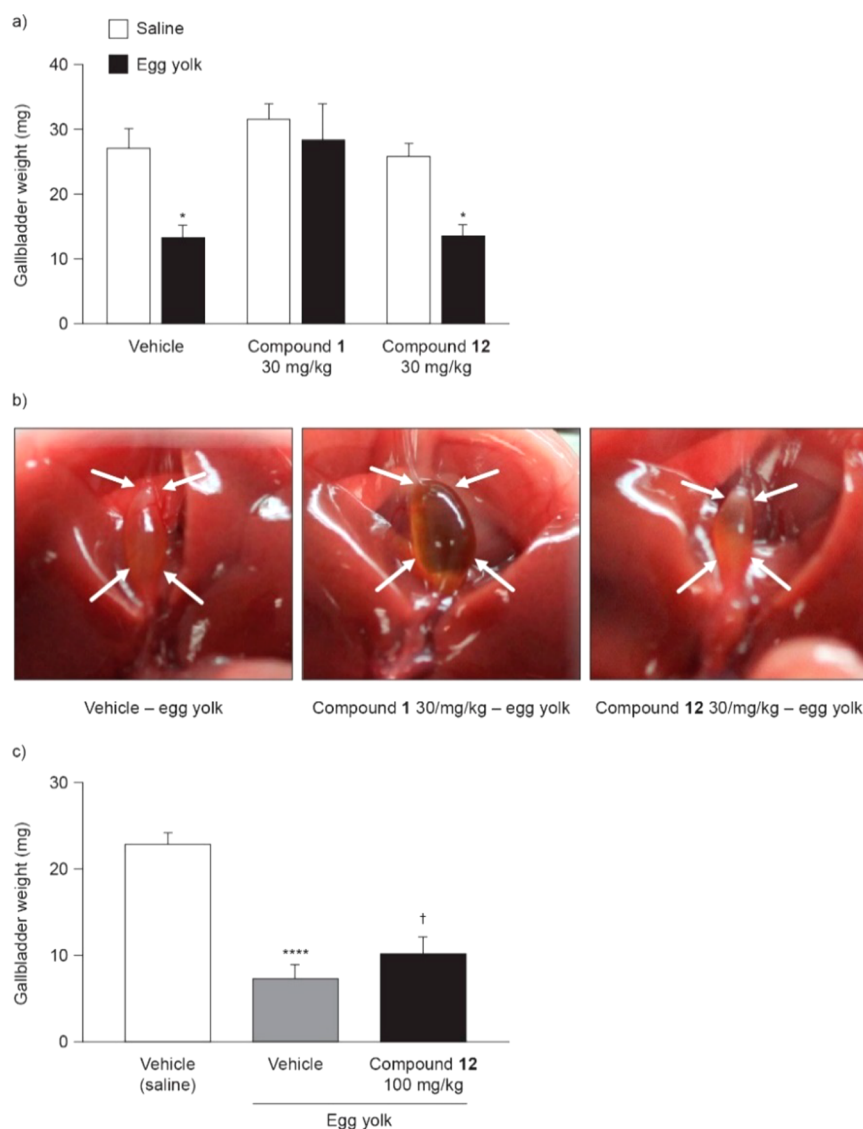 a)
Saline
Egg yolk
Gallbladder weight (mg)
40
30
20
10
0
*
*
Vehicle
Compound 1
30 mg/kg
Compound 12
30 mg/kg
b)
Vehicle – egg yolk
Compound 1 30/mg/kg – egg yolk
Compound 12 30/mg/kg – egg yolk
c)
Gallbladder weight (mg)
30
20
10
0
****
†
Vehicle
(saline)
Vehicle
Compound 12
100 mg/kg
Egg yolk